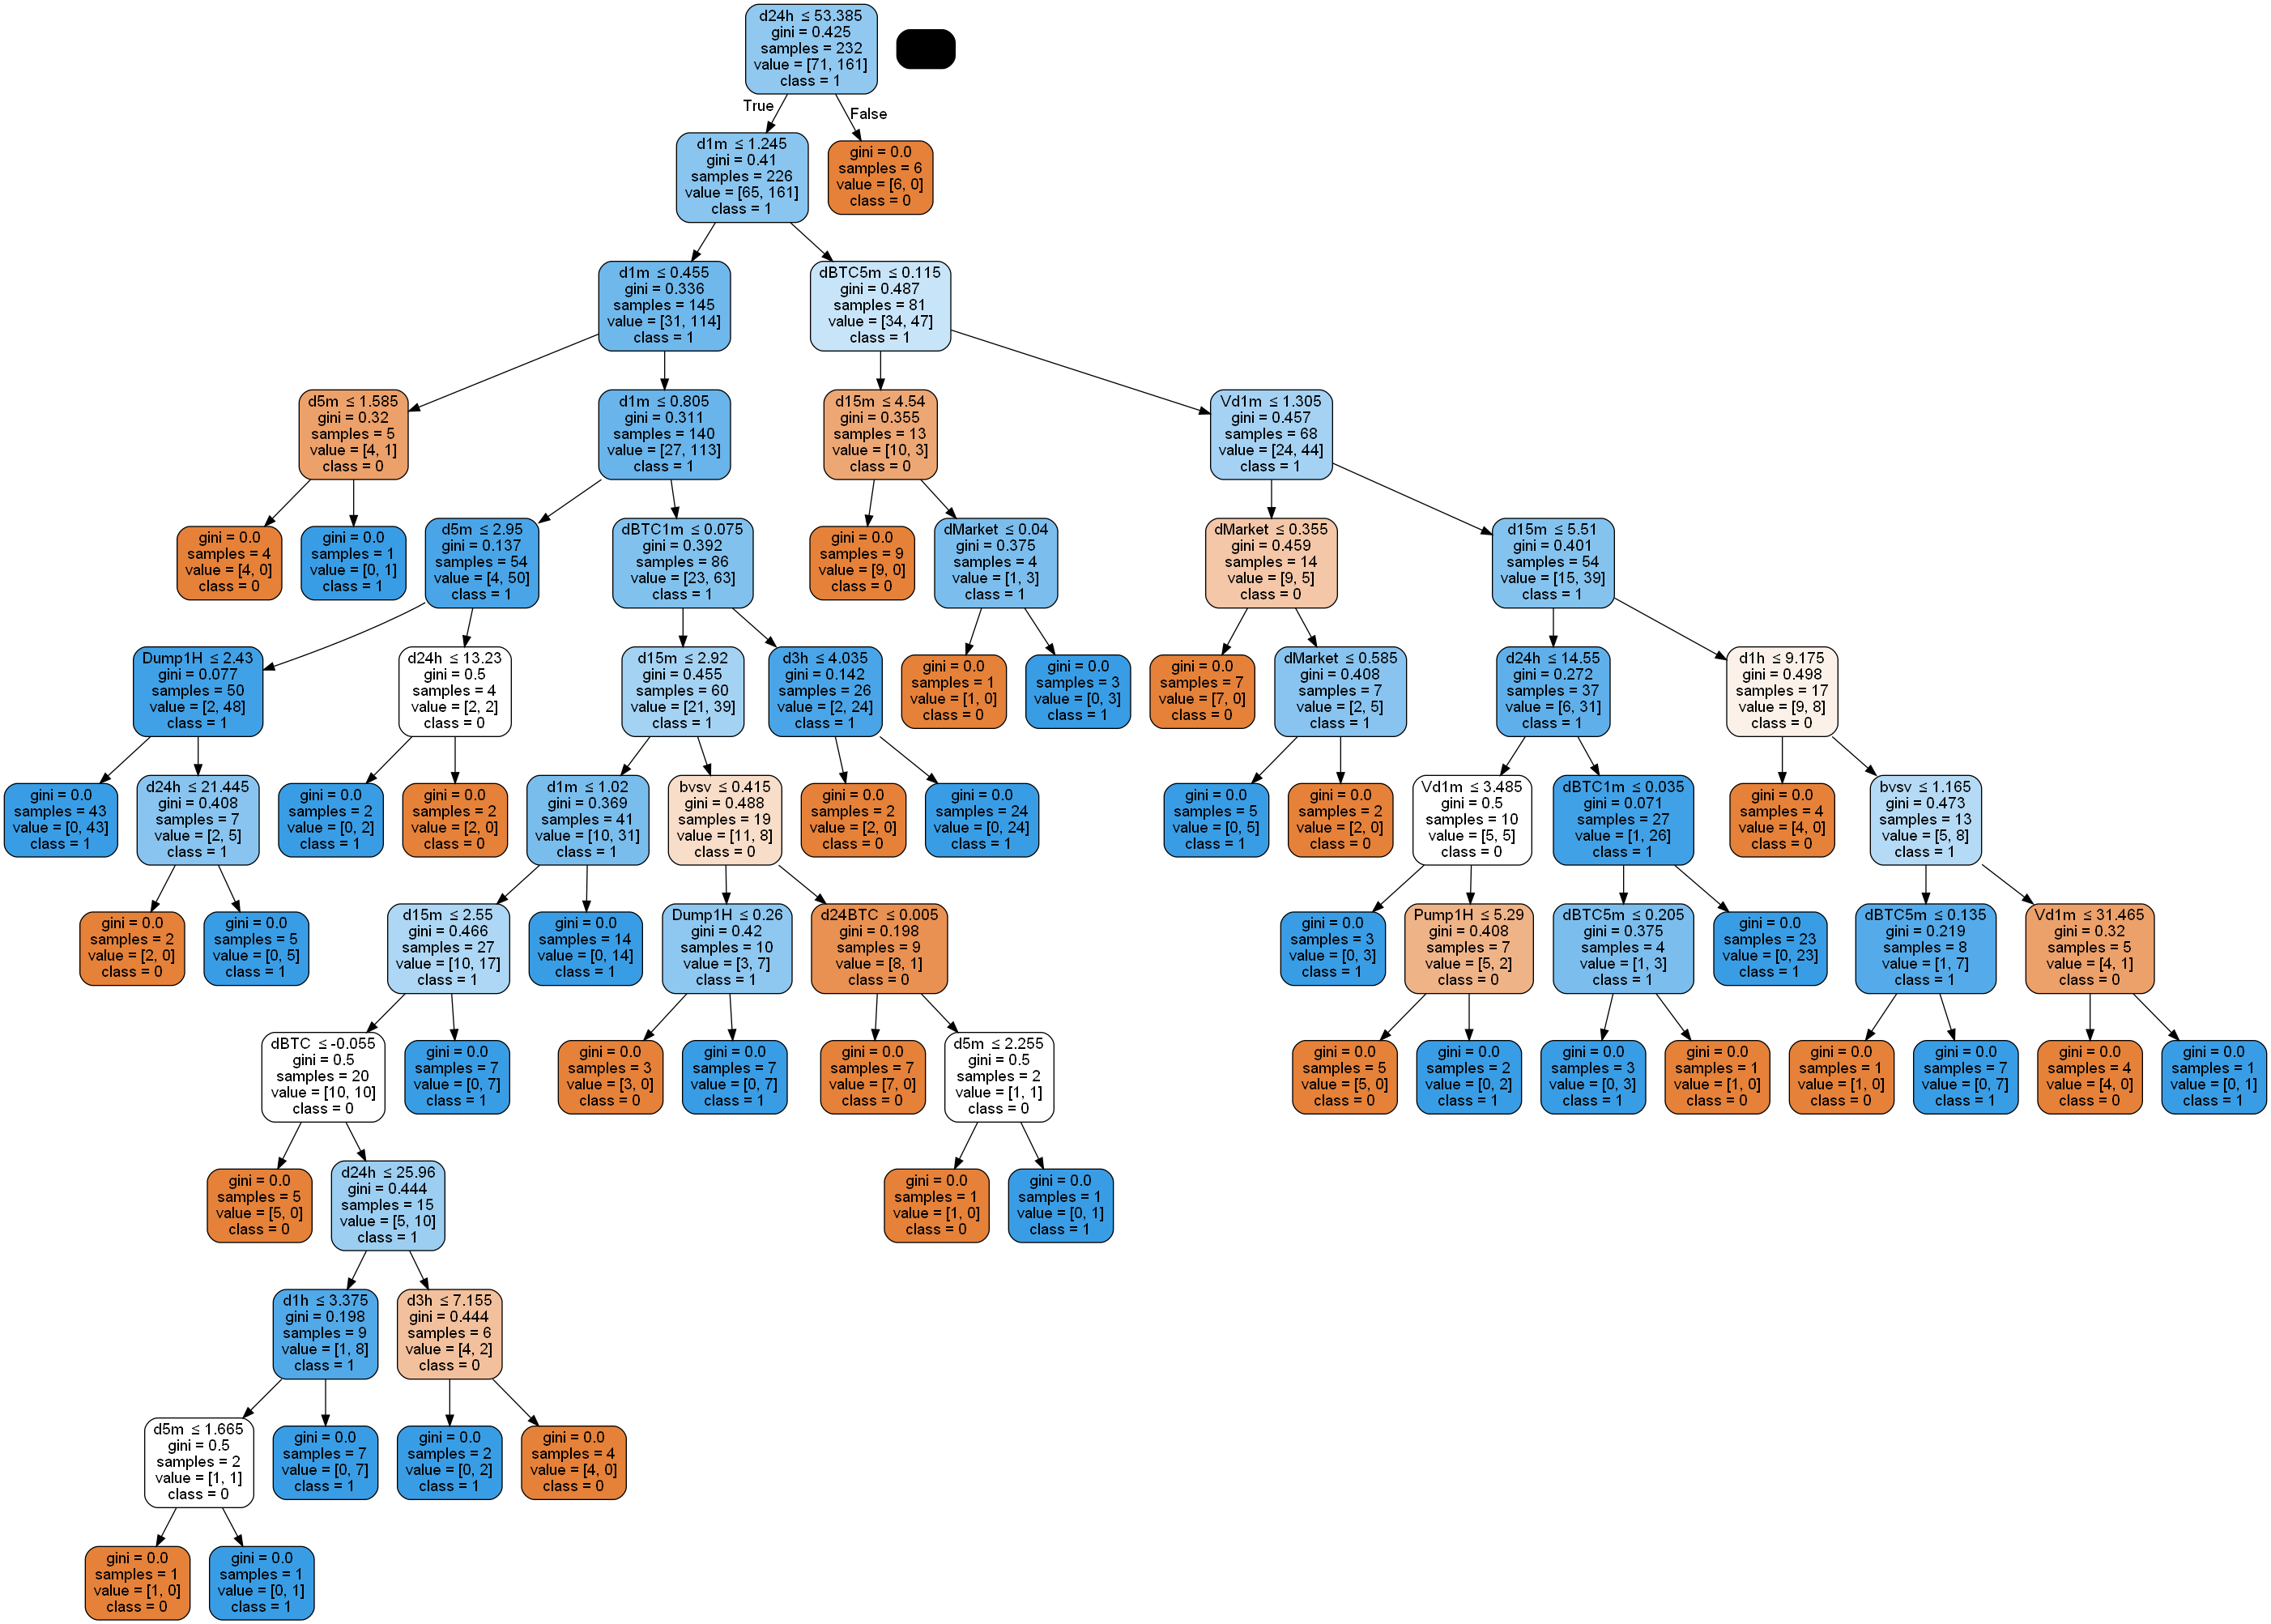 d24h ≤ 53.385
gini = 0.425
samples = 232
value = [71, 161]
class = 1
True
False
d1m ≤ 1.245
gini = 0.41
samples = 226
value = [65, 161]
class = 1
gini = 0.0
samples = 6
value = [6, 0]
class = 0
d1m ≤ 0.455
gini = 0.336
samples = 145
value = [31, 114]
class = 1
dBTC5m ≤ 0.115
gini = 0.487
samples = 81
value = [34, 47]
class = 1
d5m ≤ 1.585
gini = 0.32
samples = 5
value = [4, 1]
class = 0
d1m ≤ 0.805
gini = 0.311
samples = 140
value = [27, 113]
class = 1
d15m ≤ 4.54
gini = 0.355
samples = 13
value = [10, 3]
class = 0
Vd1m ≤ 1.305
gini = 0.457
samples = 68
value = [24, 44]
class = 1
gini = 0.0
samples = 4
value = [4, 0]
class = 0
gini = 0.0
samples = 1
value = [0, 1]
class = 1
d5m ≤ 2.95
gini = 0.137
samples = 54
value = [4, 50]
class = 1
dBTC1m ≤ 0.075
gini = 0.392
samples = 86
value = [23, 63]
class = 1
gini = 0.0
samples = 9
value = [9, 0]
class = 0
dMarket ≤ 0.04
gini = 0.375
samples = 4
value = [1, 3]
class = 1
dMarket ≤ 0.355
gini = 0.459
samples = 14
value = [9, 5]
class = 0
d15m ≤ 5.51
gini = 0.401
samples = 54
value = [15, 39]
class = 1
Dump1H ≤ 2.43
gini = 0.077
samples = 50
value = [2, 48]
class = 1
d24h ≤ 13.23
gini = 0.5
samples = 4
value = [2, 2]
class = 0
d15m ≤ 2.92
gini = 0.455
samples = 60
value = [21, 39]
class = 1
d3h ≤ 4.035
gini = 0.142
samples = 26
value = [2, 24]
class = 1
gini = 0.0
samples = 1
value = [1, 0]
class = 0
gini = 0.0
samples = 3
value = [0, 3]
class = 1
gini = 0.0
samples = 7
value = [7, 0]
class = 0
dMarket ≤ 0.585
gini = 0.408
samples = 7
value = [2, 5]
class = 1
d24h ≤ 14.55
gini = 0.272
samples = 37
value = [6, 31]
class = 1
d1h ≤ 9.175
gini = 0.498
samples = 17
value = [9, 8]
class = 0
gini = 0.0
samples = 43
value = [0, 43]
class = 1
d24h ≤ 21.445
gini = 0.408
samples = 7
value = [2, 5]
class = 1
gini = 0.0
samples = 2
value = [0, 2]
class = 1
gini = 0.0
samples = 2
value = [2, 0]
class = 0
d1m ≤ 1.02
gini = 0.369
samples = 41
value = [10, 31]
class = 1
bvsv ≤ 0.415
gini = 0.488
samples = 19
value = [11, 8]
class = 0
gini = 0.0
samples = 2
value = [2, 0]
class = 0
gini = 0.0
samples = 24
value = [0, 24]
class = 1
gini = 0.0
samples = 5
value = [0, 5]
class = 1
gini = 0.0
samples = 2
value = [2, 0]
class = 0
Vd1m ≤ 3.485
gini = 0.5
samples = 10
value = [5, 5]
class = 0
dBTC1m ≤ 0.035
gini = 0.071
samples = 27
value = [1, 26]
class = 1
gini = 0.0
samples = 4
value = [4, 0]
class = 0
bvsv ≤ 1.165
gini = 0.473
samples = 13
value = [5, 8]
class = 1
gini = 0.0
samples = 2
value = [2, 0]
class = 0
gini = 0.0
samples = 5
value = [0, 5]
class = 1
d15m ≤ 2.55
gini = 0.466
samples = 27
value = [10, 17]
class = 1
gini = 0.0
samples = 14
value = [0, 14]
class = 1
Dump1H ≤ 0.26
gini = 0.42
samples = 10
value = [3, 7]
class = 1
d24BTC ≤ 0.005
gini = 0.198
samples = 9
value = [8, 1]
class = 0
gini = 0.0
samples = 3
value = [0, 3]
class = 1
Pump1H ≤ 5.29
gini = 0.408
samples = 7
value = [5, 2]
class = 0
dBTC5m ≤ 0.205
gini = 0.375
samples = 4
value = [1, 3]
class = 1
gini = 0.0
samples = 23
value = [0, 23]
class = 1
dBTC5m ≤ 0.135
gini = 0.219
samples = 8
value = [1, 7]
class = 1
Vd1m ≤ 31.465
gini = 0.32
samples = 5
value = [4, 1]
class = 0
dBTC ≤ -0.055
gini = 0.5
samples = 20
value = [10, 10]
class = 0
gini = 0.0
samples = 7
value = [0, 7]
class = 1
gini = 0.0
samples = 3
value = [3, 0]
class = 0
gini = 0.0
samples = 7
value = [0, 7]
class = 1
gini = 0.0
samples = 7
value = [7, 0]
class = 0
d5m ≤ 2.255
gini = 0.5
samples = 2
value = [1, 1]
class = 0
gini = 0.0
samples = 5
value = [5, 0]
class = 0
gini = 0.0
samples = 2
value = [0, 2]
class = 1
gini = 0.0
samples = 3
value = [0, 3]
class = 1
gini = 0.0
samples = 1
value = [1, 0]
class = 0
gini = 0.0
samples = 1
value = [1, 0]
class = 0
gini = 0.0
samples = 7
value = [0, 7]
class = 1
gini = 0.0
samples = 4
value = [4, 0]
class = 0
gini = 0.0
samples = 1
value = [0, 1]
class = 1
gini = 0.0
samples = 5
value = [5, 0]
class = 0
d24h ≤ 25.96
gini = 0.444
samples = 15
value = [5, 10]
class = 1
gini = 0.0
samples = 1
value = [1, 0]
class = 0
gini = 0.0
samples = 1
value = [0, 1]
class = 1
d1h ≤ 3.375
gini = 0.198
samples = 9
value = [1, 8]
class = 1
d3h ≤ 7.155
gini = 0.444
samples = 6
value = [4, 2]
class = 0
d5m ≤ 1.665
gini = 0.5
samples = 2
value = [1, 1]
class = 0
gini = 0.0
samples = 7
value = [0, 7]
class = 1
gini = 0.0
samples = 2
value = [0, 2]
class = 1
gini = 0.0
samples = 4
value = [4, 0]
class = 0
gini = 0.0
samples = 1
value = [1, 0]
class = 0
gini = 0.0
samples = 1
value = [0, 1]
class = 1